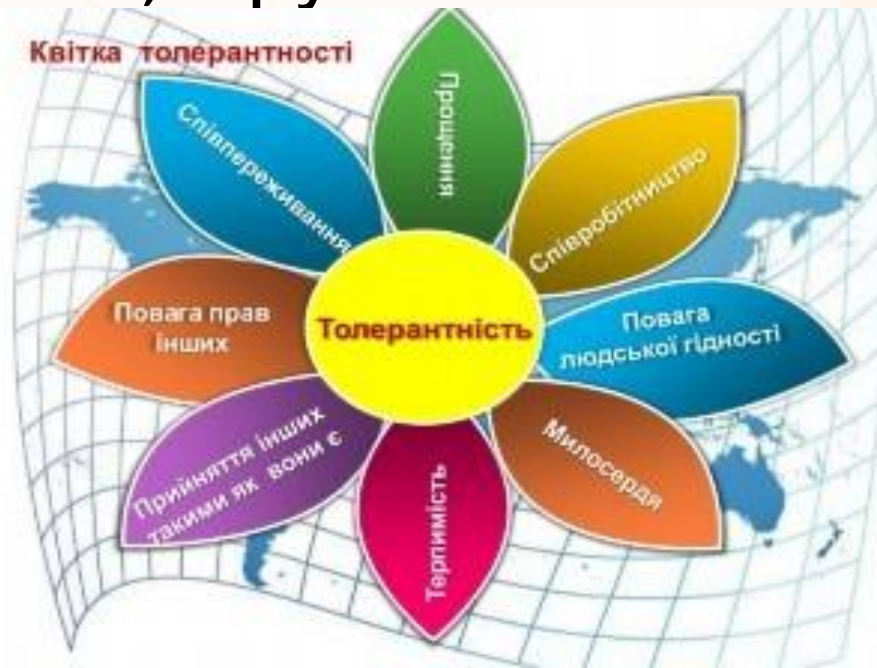 Квітка толерантності
Прощення
Співробітництво
Повага
людської гідності
Милосердя
Терпимість
Прийняття інших
такими як вони є
Повага прав
інших
Співпереживання
Толерантність